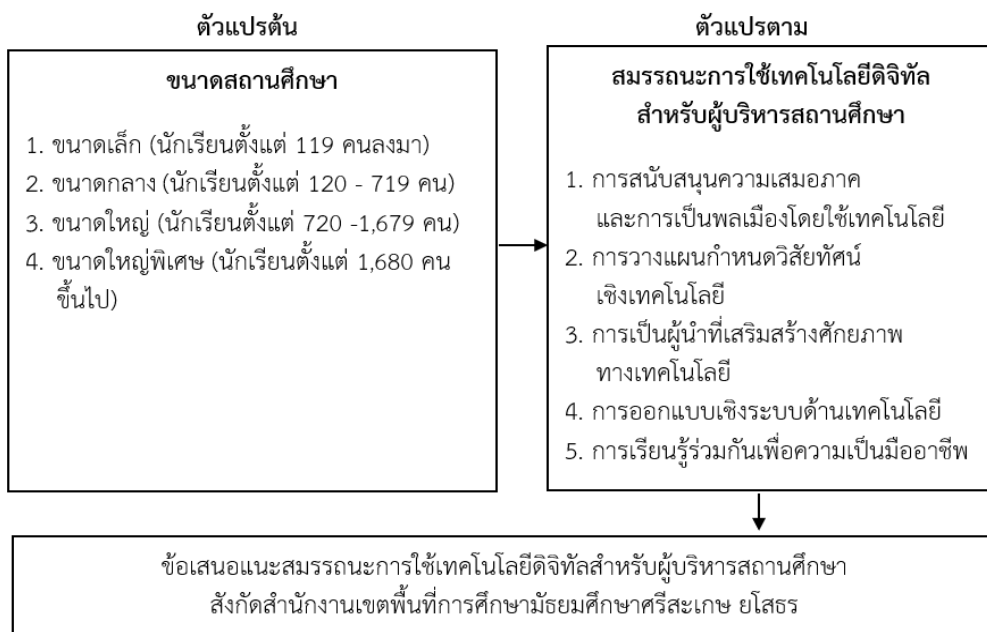 ตัวแปรต้น
ขนาดสถานศึกษา
1. ขนาดเล็ก (นักเรียนตั้งแต่ 119 คนลงมา)
2. ขนาดกลาง (นักเรียนตั้งแต่ 120 - 719 คน)
3. ขนาดใหญ่ (นักเรียนตั้งแต่ 720 -1,679 คน)
4. ขนาดใหญ่พิเศษ (นักเรียนตั้งแต่ 1,680 คน
ขึ้นไป)
ตัวแปรตาม
สมรรถนะการใช้เทคโนโลยีดิจิทัล
สำหรับผู้บริหารสถานศึกษา
1. การสนับสนุนความเสมอภาค
และการเป็นพลเมืองโดยใช้เทคโนโลยี
2. การวางแผนกำหนดวิสัยทัศน์
เชิงเทคโนโลยี
3. การเป็นผู้นำที่เสริมสร้างศักยภาพ
ทางเทคโนโลยี
4. การออกแบบเชิงระบบด้านเทคโนโลยี
5. การเรียนรู้ร่วมกันเพื่อความเป็นมืออาชีพ
ข้อเสนอแนะสมรรถนะการใช้เทคโนโลยีดิจิทัลสำหรับผู้บริหารสถานศึกษา
สังกัดสำนักงานเขตพื้นที่การศึกษามัธยมศึกษาศรีสะเกษ ยโสธร